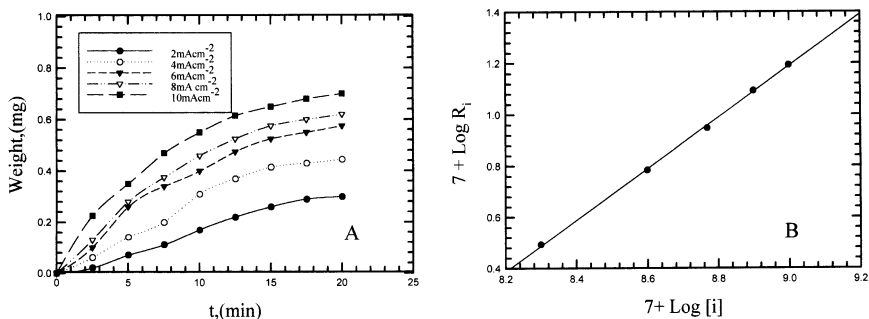 1.0
0.8
0.6
0.4
0.2
0.0
Weight,(mg)
2mAcm-2
4mAcm-2
6mAcm-2
8mA cm-2
10mAcm-2
A
0 5 10 15 20 25
t,(min)
1.4
1.2
1.0
0.8
0.6
0.4
7 + Log Ri
B
8.2 8.4 8.6 8.8 9.0 9.2
7+ Log [i]